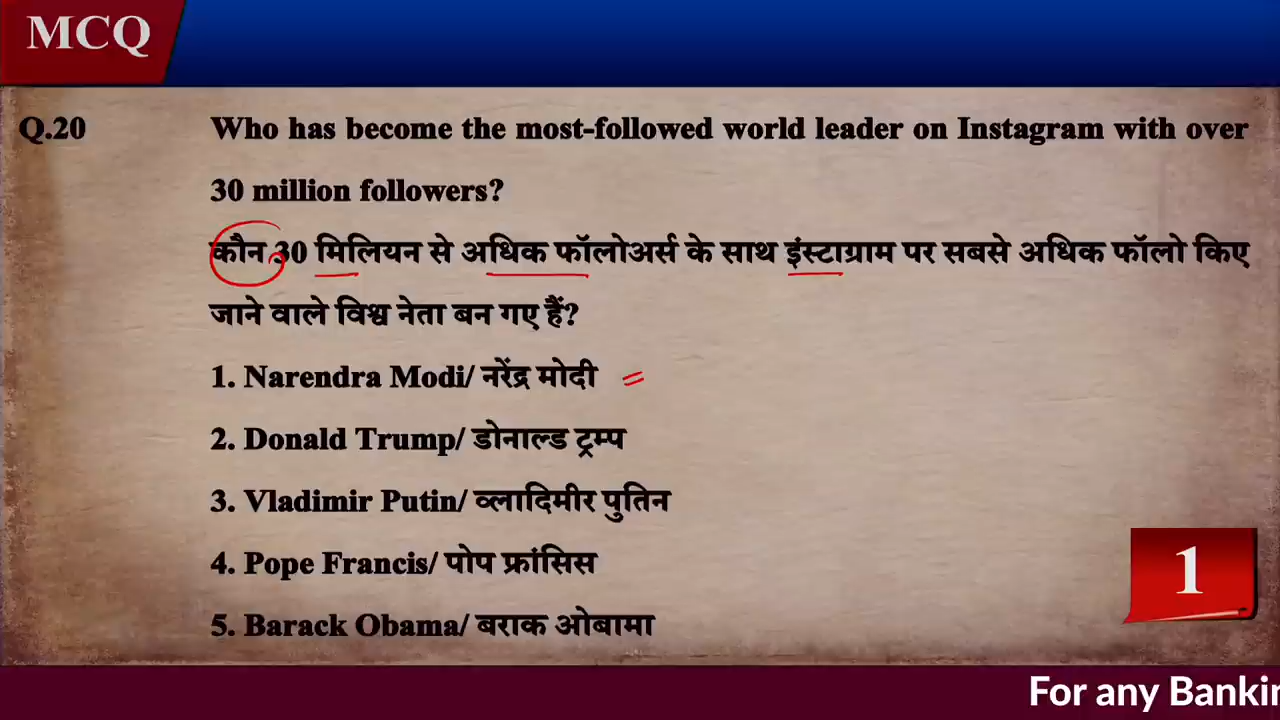 MCQ
Q.20 Who has become the most-followed world leader on Instagram with over
30 million followers?
कौन 30 मिलियन से अधिक फॉलोअर्स के साथ इंस्टाग्राम पर सबसे अधिक फॉलो किए
जाने वाले विश्व नेता बन गए हैं?
1. Narendra Modi/ नरेंद्र मोदी
2. Donald Trump/ डोनाल्ड ट्रम्प
3. Vladimir Putin/ व्लादिमीर पुतिन
4. Pope Francis/ पोप फ्रांसिस
5. Barack Obama/ बराक ओबामा
1
For any Bankin